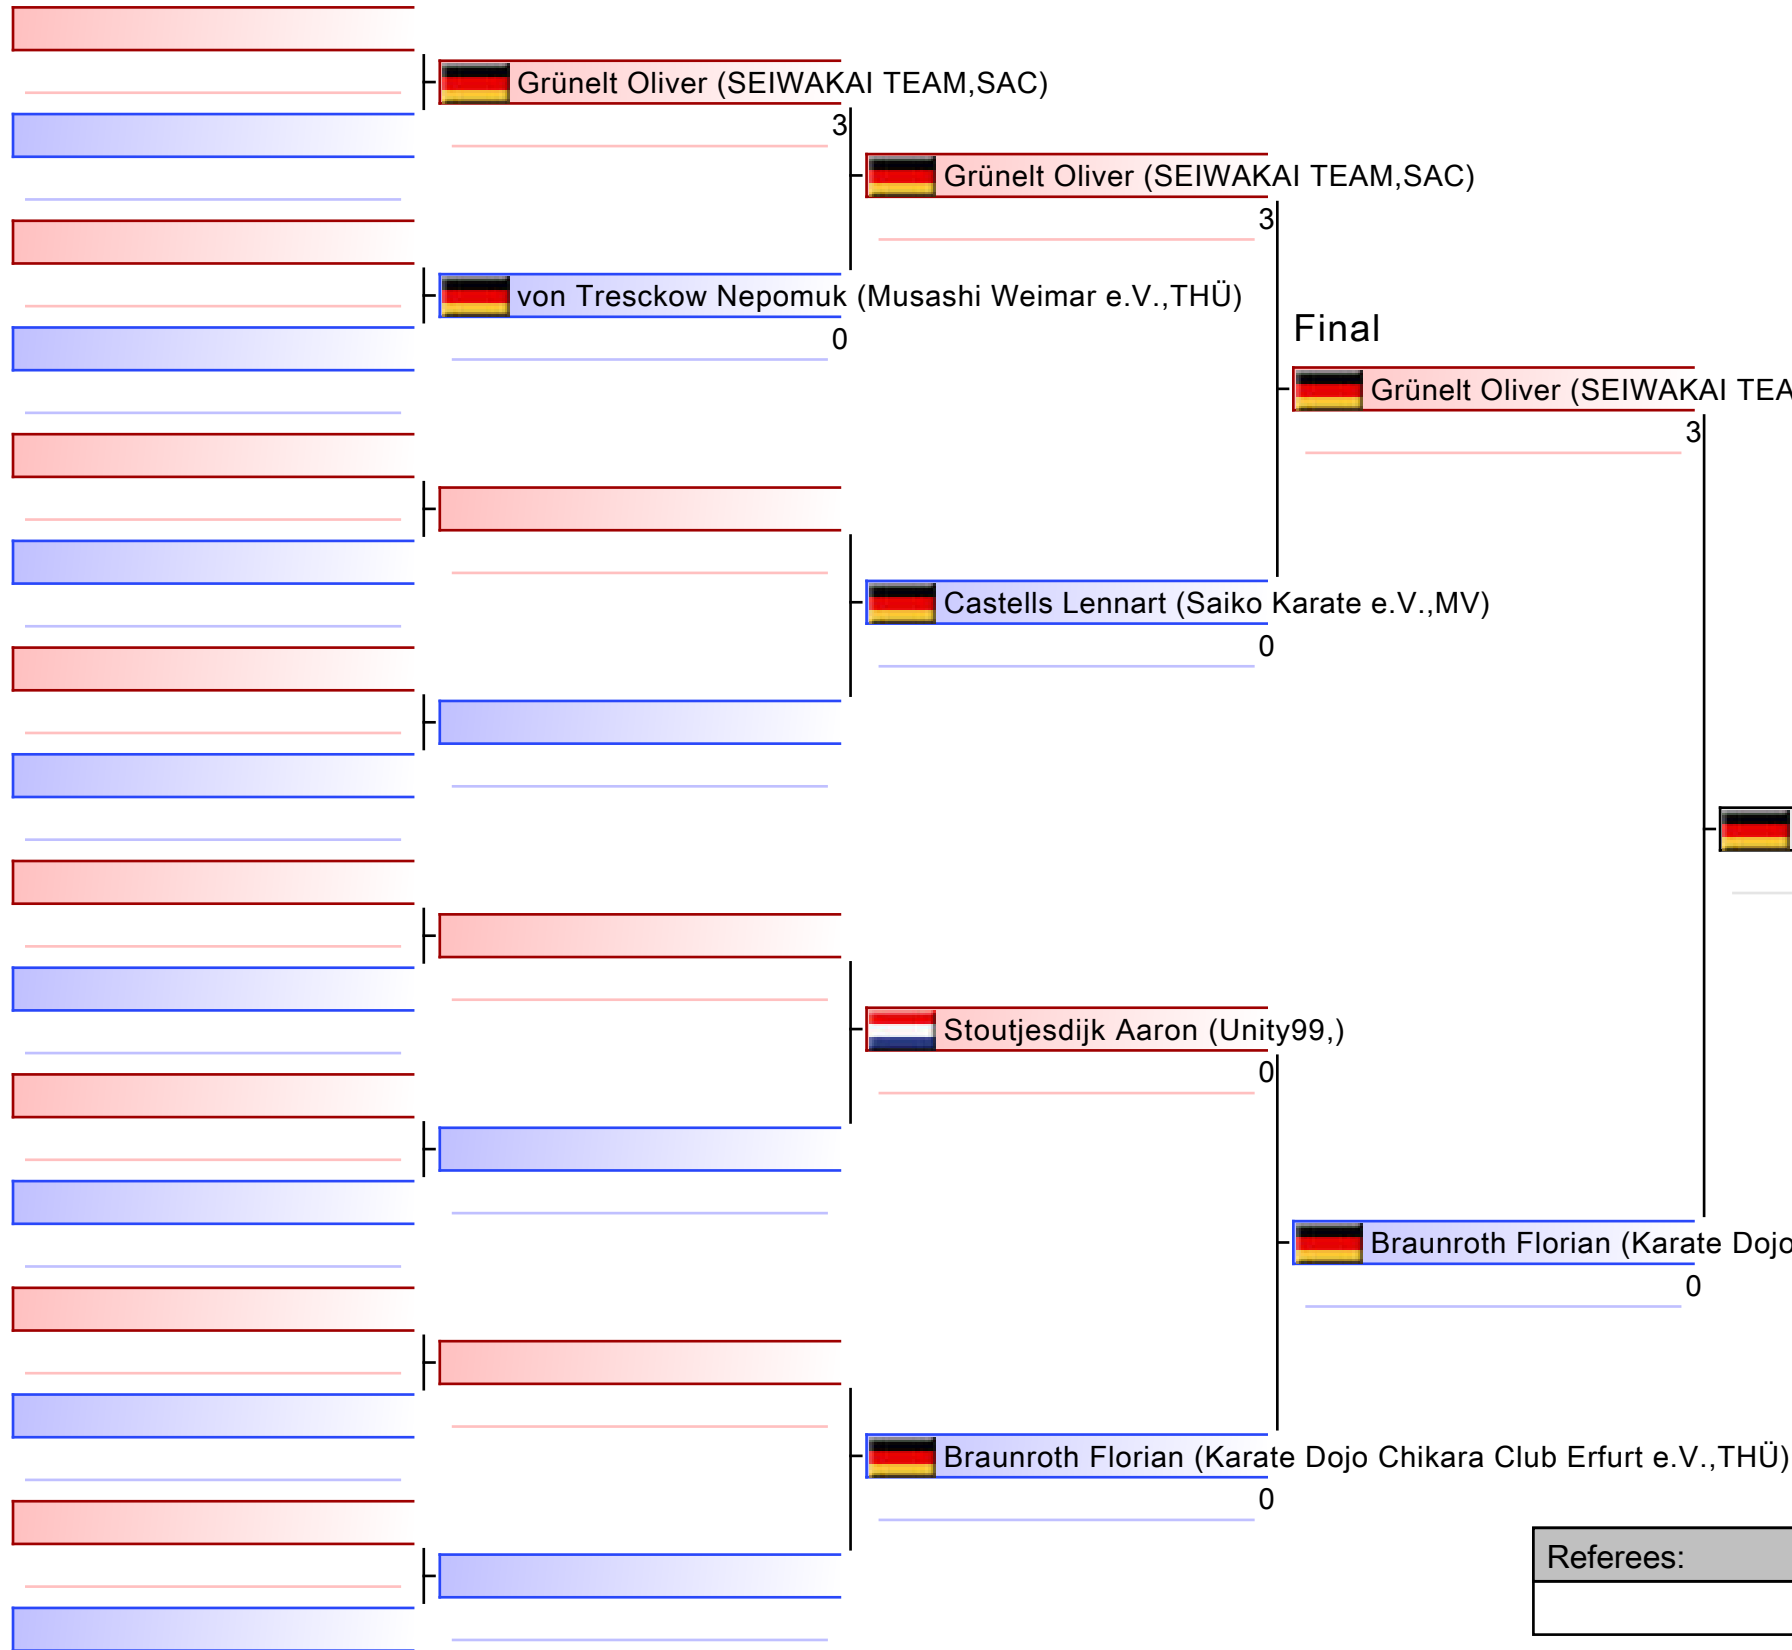 Grünelt Oliver (SEIWAKAI TEAM,SAC)
3
Grünelt Oliver (SEIWAKAI TEAM,SAC)
3
von Tresckow Nepomuk (Musashi Weimar e.V.,THÜ)
0
Final
Grünelt Oliver (SEIWAKAI TEA
3
Castells Lennart (Saiko Karate e.V.,MV)
0
Stoutjesdijk Aaron (Unity99,)
0
Braunroth Florian (Karate Dojo
0
Braunroth Florian (Karate Dojo Chikara Club Erfurt e.V.,THÜ)
0
Referees: